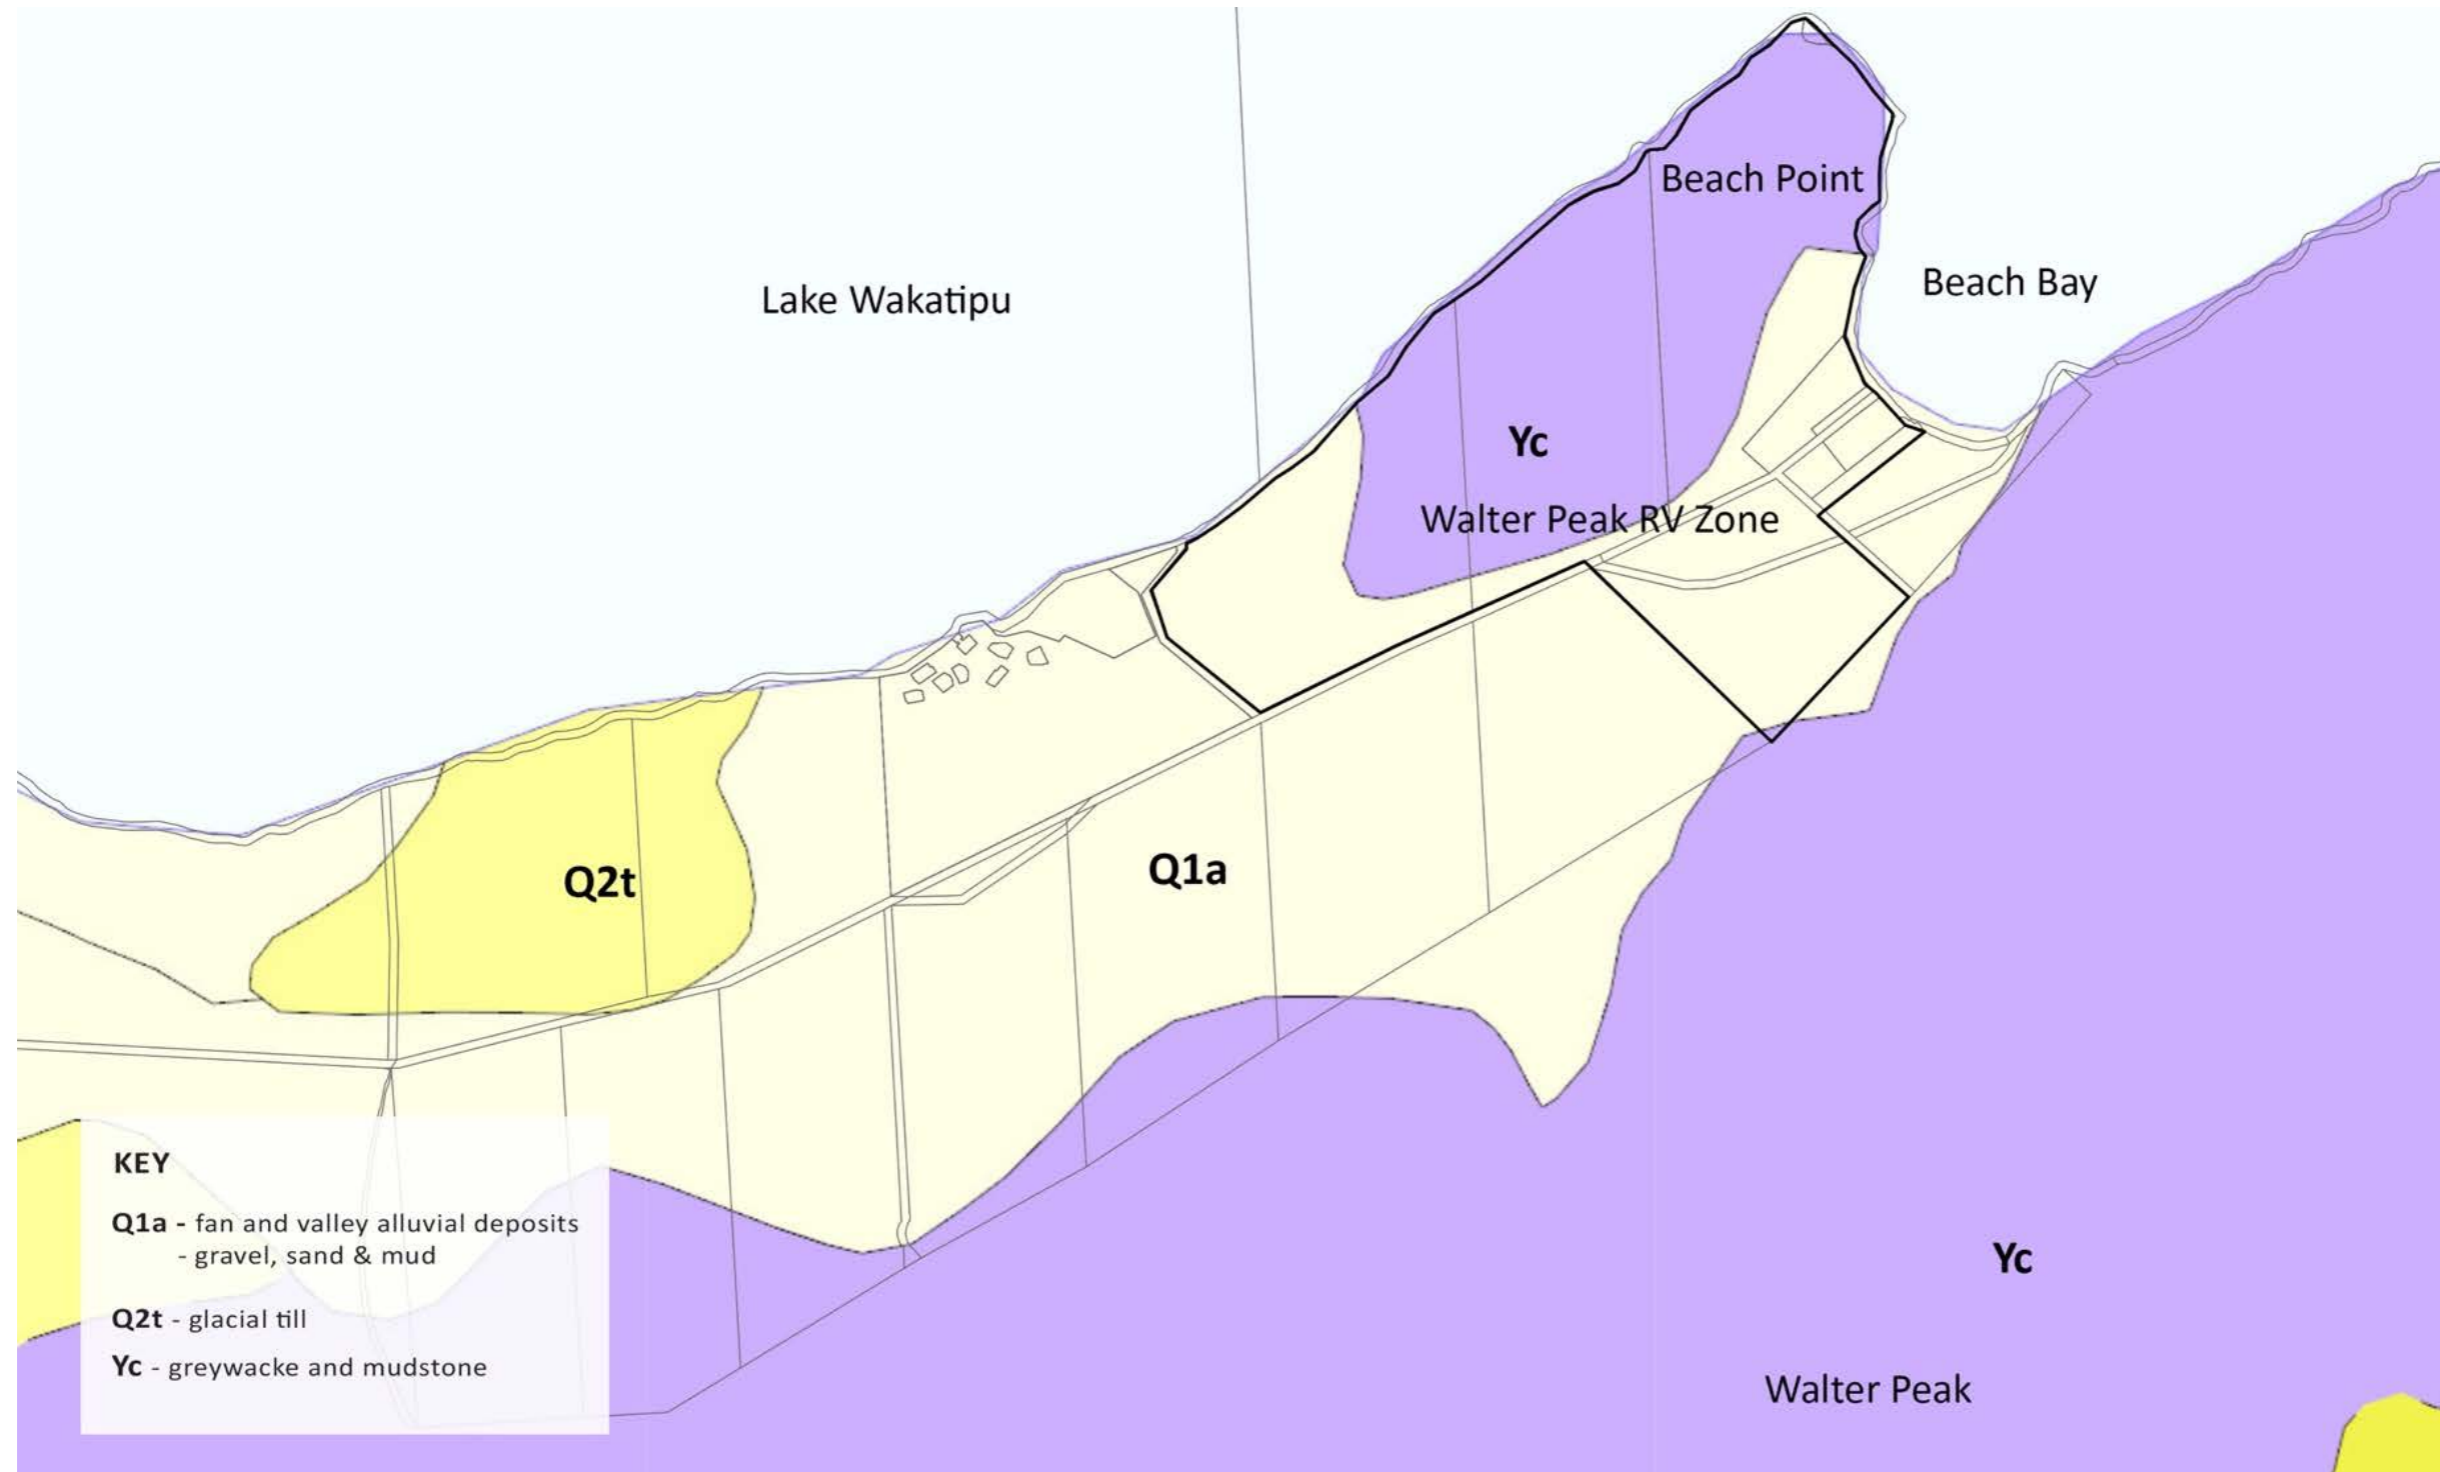 Beach Point
Beach Bay
Lake Wakatipu
Yc
Walter Peak RV Zone
Q2t
Q1a
KEY
Q1a - fan and valley alluvial deposits
- gravel, sand & mud
Q2t - glacial till
Yc - greywacke and mudstone
Yc
Walter Peak